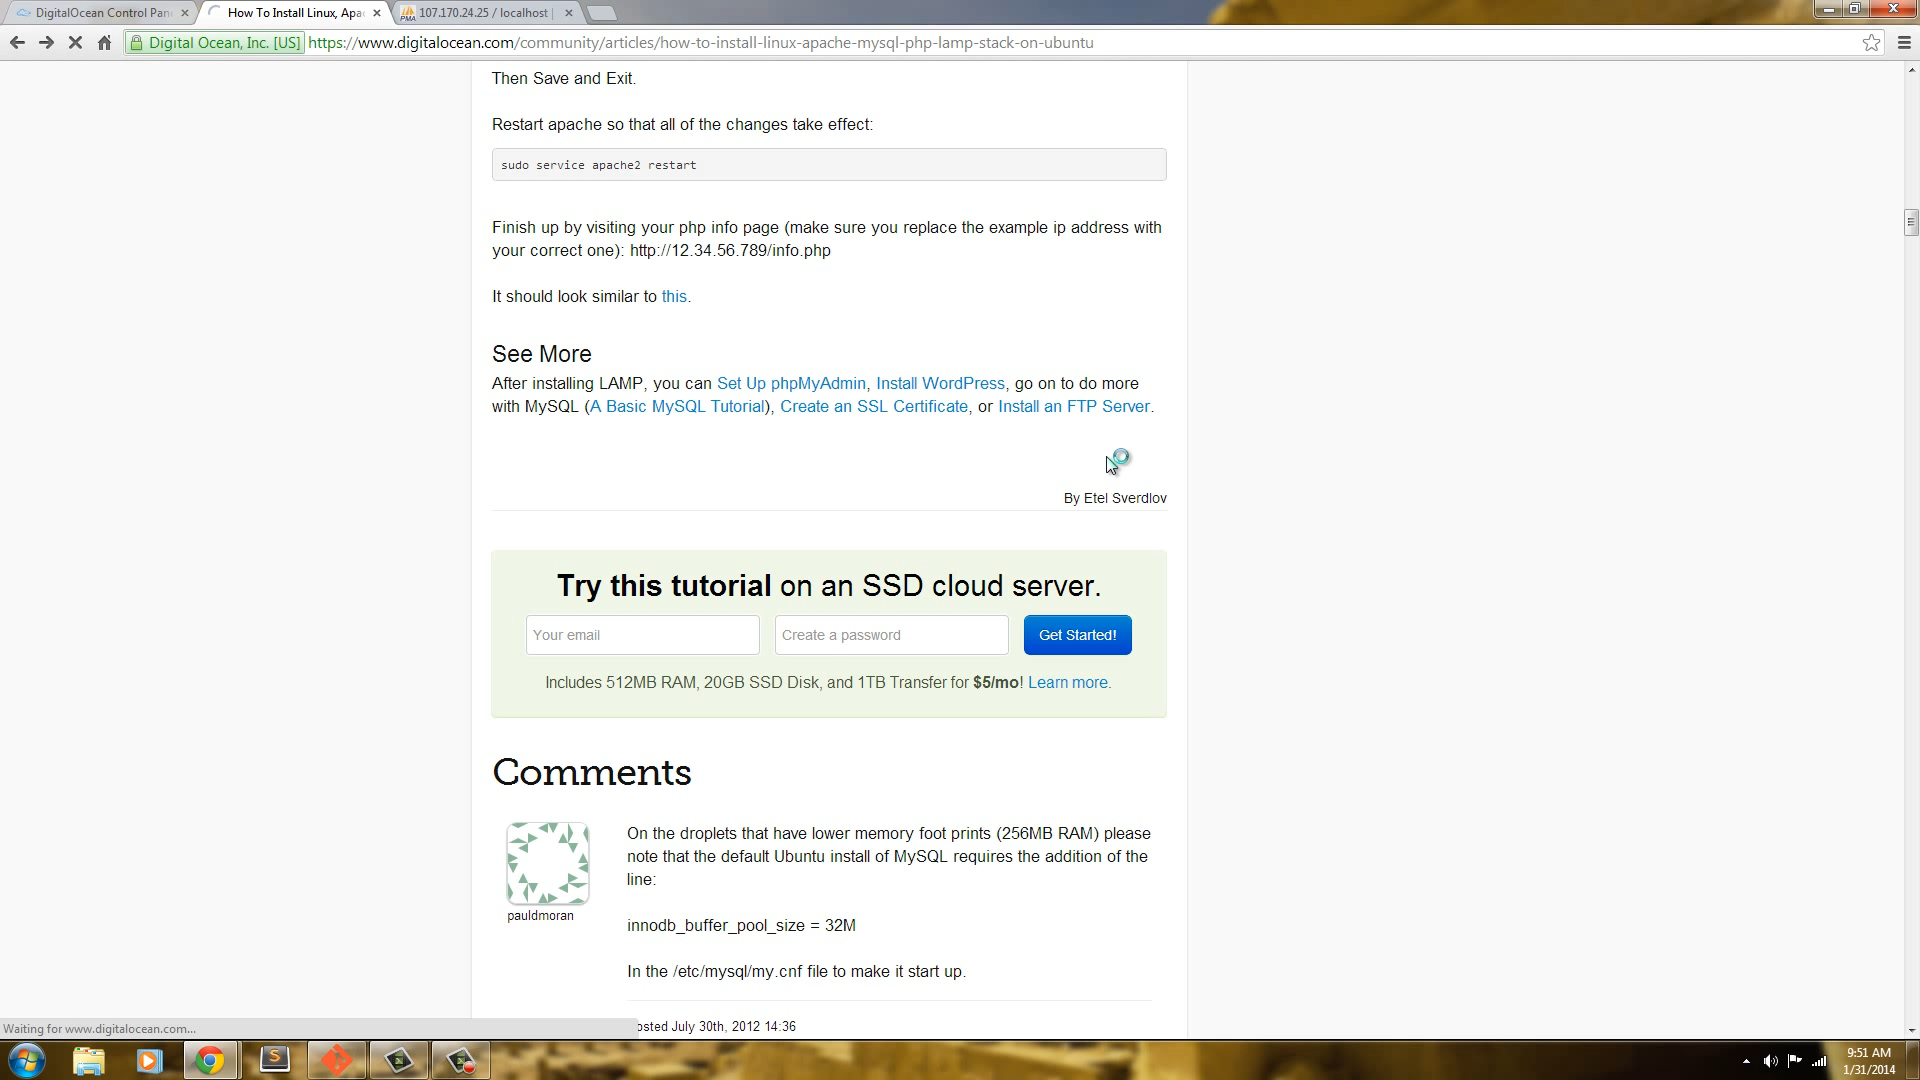 DigitalOcean Control Pan
How To Install Linux, Apa
107.170.24.25 / localhost |
Digital Ocean, Inc. [US]
https://www.digitalocean.com/community/articles/how-to-install-linux-apache-mysql-php-lamp-stack-on-ubuntu
Then Save and Exit.
Restart apache so that all of the changes take effect:
sudo service apache2 restart
Finish up by visiting your php info page (make sure you replace the example ip address with
your correct one): http://12.34.56.789/info.php
It should look similar to this.
See More
After installing LAMP, you can Set Up phpMyAdmin, Install WordPress, go on to do more
with MySQL (A Basic MySQL Tutorial), Create an SSL Certificate, or Install an FTP Server.
By Etel Sverdlov
Try this tutorial on an SSD cloud server.
Your email
Create a password
Get Started!
Includes 512MB RAM, 20GB SSD Disk, and 1TB Transfer for $5/mo! Learn more.
Comments
On the droplets that have lower memory foot prints (256MB RAM) please
note that the default Ubuntu install of MySQL requires the addition of the
line:
pauldmoran
innodb_buffer_pool_size = 32M
In the /etc/mysql/my.cnf file to make it start up.
osted July 30th, 2012 14:36
Waiting for www.digitalocean.com...
9:51 AM
1/31/2014